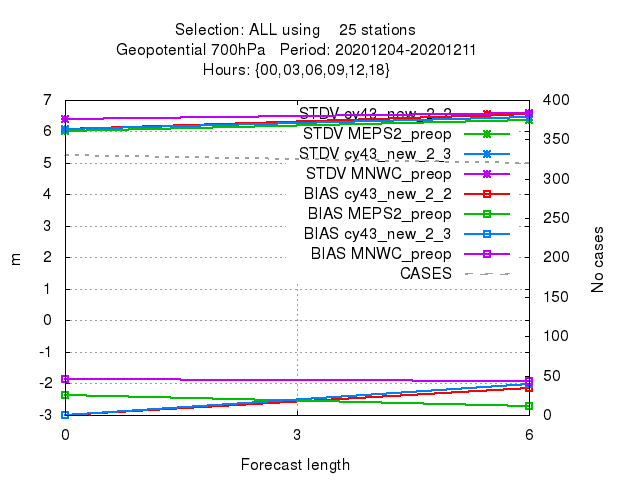 Selection: ALL using    25 stations
Geopotential 700hPa   Period: 20201204-20201211
Hours: {00,03,06,09,12,18}
7 400
STDV cy43_new_2_2
6 350
STDV MEPS2_preop
STDV cy43_new_2_3
5 300
STDV MNWC_preop
4 BIAS cy43_new_2_2
250
BIAS MEPS2_preop
3 BIAS cy43_new_2_3
2 BIAS MNWC_preop 200
m No cases
1 CASES
150
0
100
-1
-2 50
-3 0
0 3 6
Forecast length